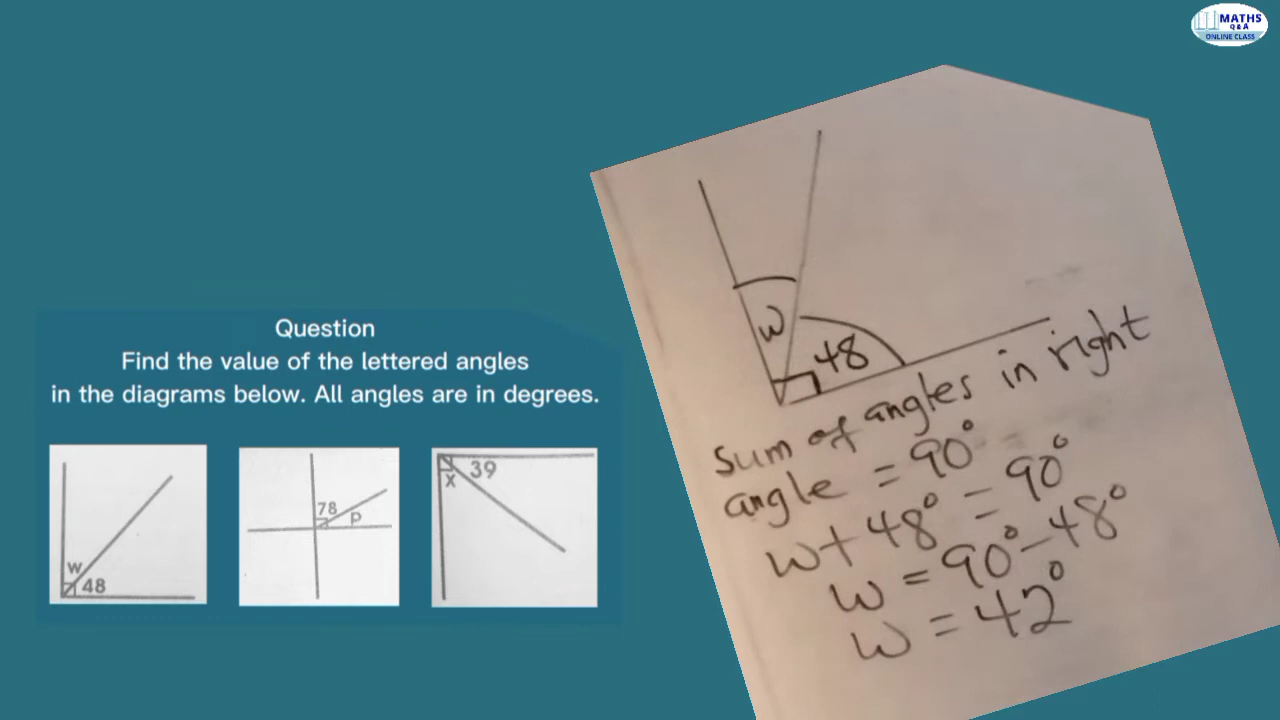 MATHS
Q & A
ONLINE CLASS
Question
Find the value of the lettered angles
in the diagrams below. All angles are in degrees.
w
48
78
P
39
X
w
48
Sum of angles in right
angle = 90°
w + 48° = 90°
w = 90° - 48°
w = 42°